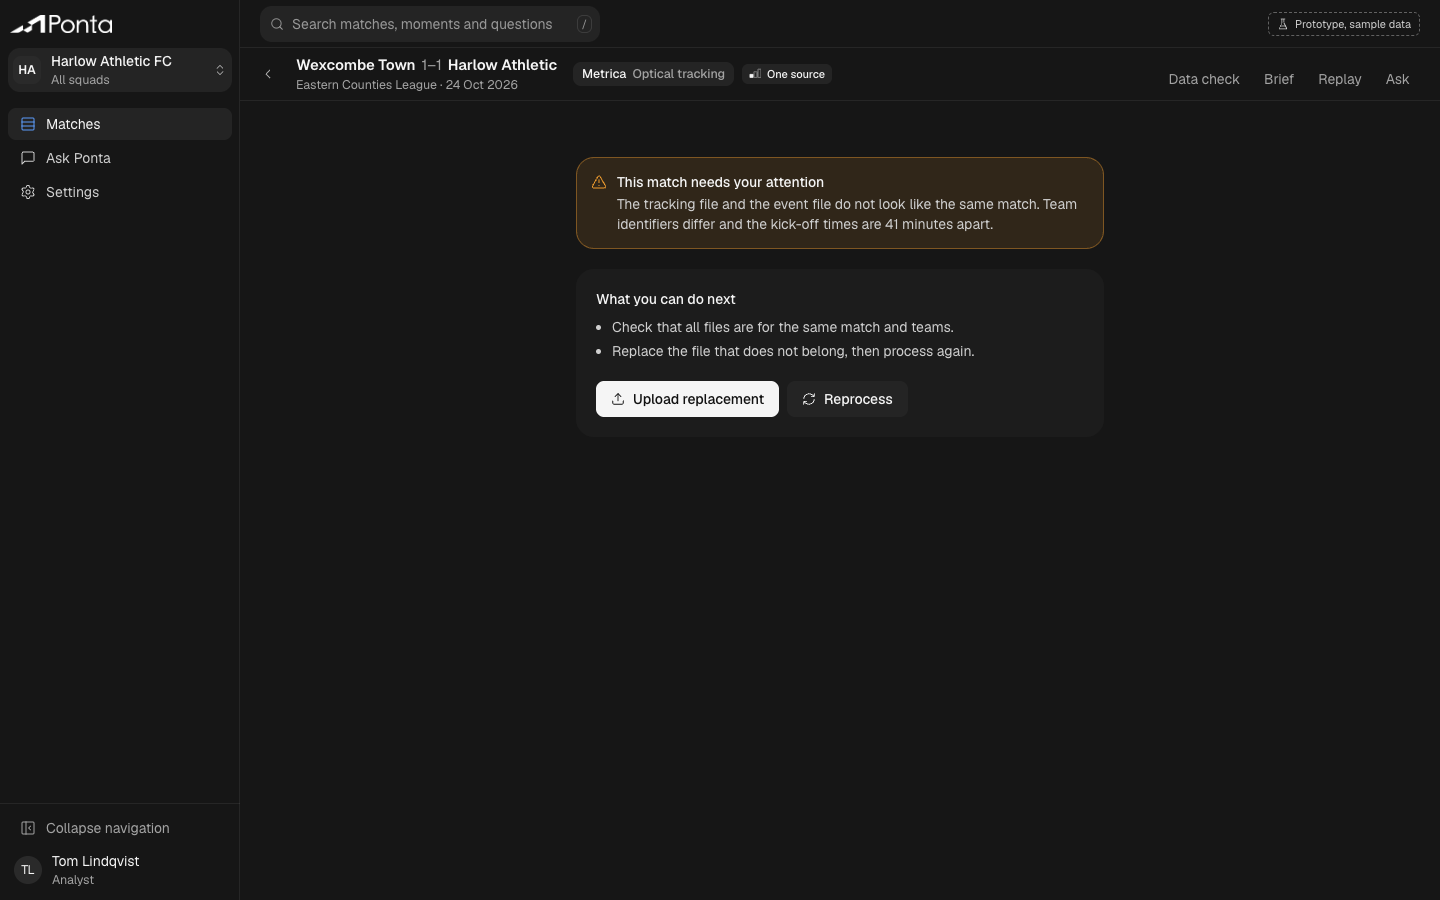 Ponta
HA
Harlow Athletic FC
All squads
Matches
Ask Ponta
Settings
Collapse navigation
TL
Tom Lindqvist
Analyst
Search matches, moments and questions
/
Prototype, sample data
Wexcombe Town 1–1 Harlow Athletic
Eastern Counties League · 24 Oct 2026
Metrica Optical tracking
One source
Data check
Brief
Replay
Ask
This match needs your attention
The tracking file and the event file do not look like the same match. Team
identifiers differ and the kick-off times are 41 minutes apart.
What you can do next
• Check that all files are for the same match and teams.
• Replace the file that does not belong, then process again.
Upload replacement
Reprocess